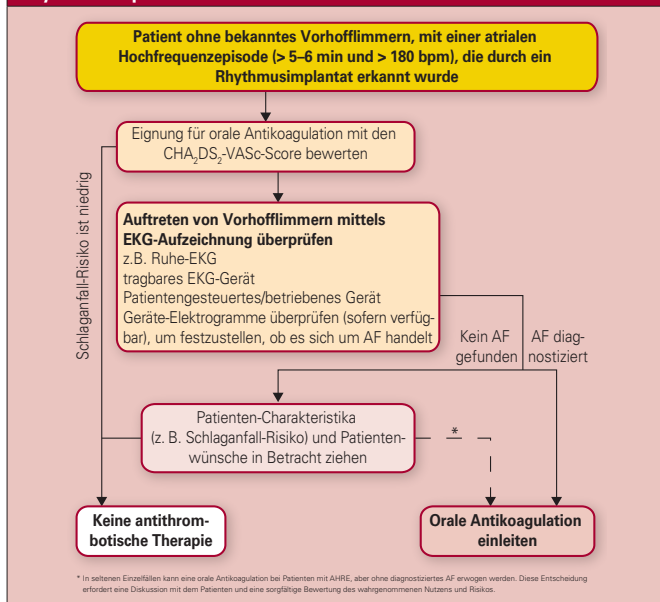 Patient ohne bekanntes Vorhofflimmern, mit einer atrialen
Hochfrequenzepisode (> 5–6 min und > 180 bpm), die durch ein
Rhythmusimplantat erkannt wurde
Eignung für orale Antikoagulation mit den
CHA₂DS₂-VASc-Score bewerten
Schlaganfall-Risiko ist niedrig
Auftreten von Vorhofflimmern mittels
EKG-Aufzeichnung überprüfen
z.B. Ruhe-EKG
tragbares EKG-Gerät
Patientengesteuertes/betriebenes Gerät
Geräte-Elektrogramme überprüfen (sofern verfüg-
bar), um festzustellen, ob es sich um AF handelt
Kein AF
gefunden
AF diag-
nostiziert
Patienten-Charakteristika
(z. B. Schlaganfall-Risiko) und Patienten-
wünsche in Betracht ziehen
*
Keine antithrom-
botische Therapie
Orale Antikoagulation
einleiten
* In seltenen Einzelfällen kann eine orale Antikoagulation bei Patienten mit AHRE, aber ohne diagnostiziertes AF erwogen werden. Diese Entscheidung
erfordert eine Diskussion mit dem Patienten und eine sorgfältige Bewertung des wahrgenommenen Nutzens und Risikos.